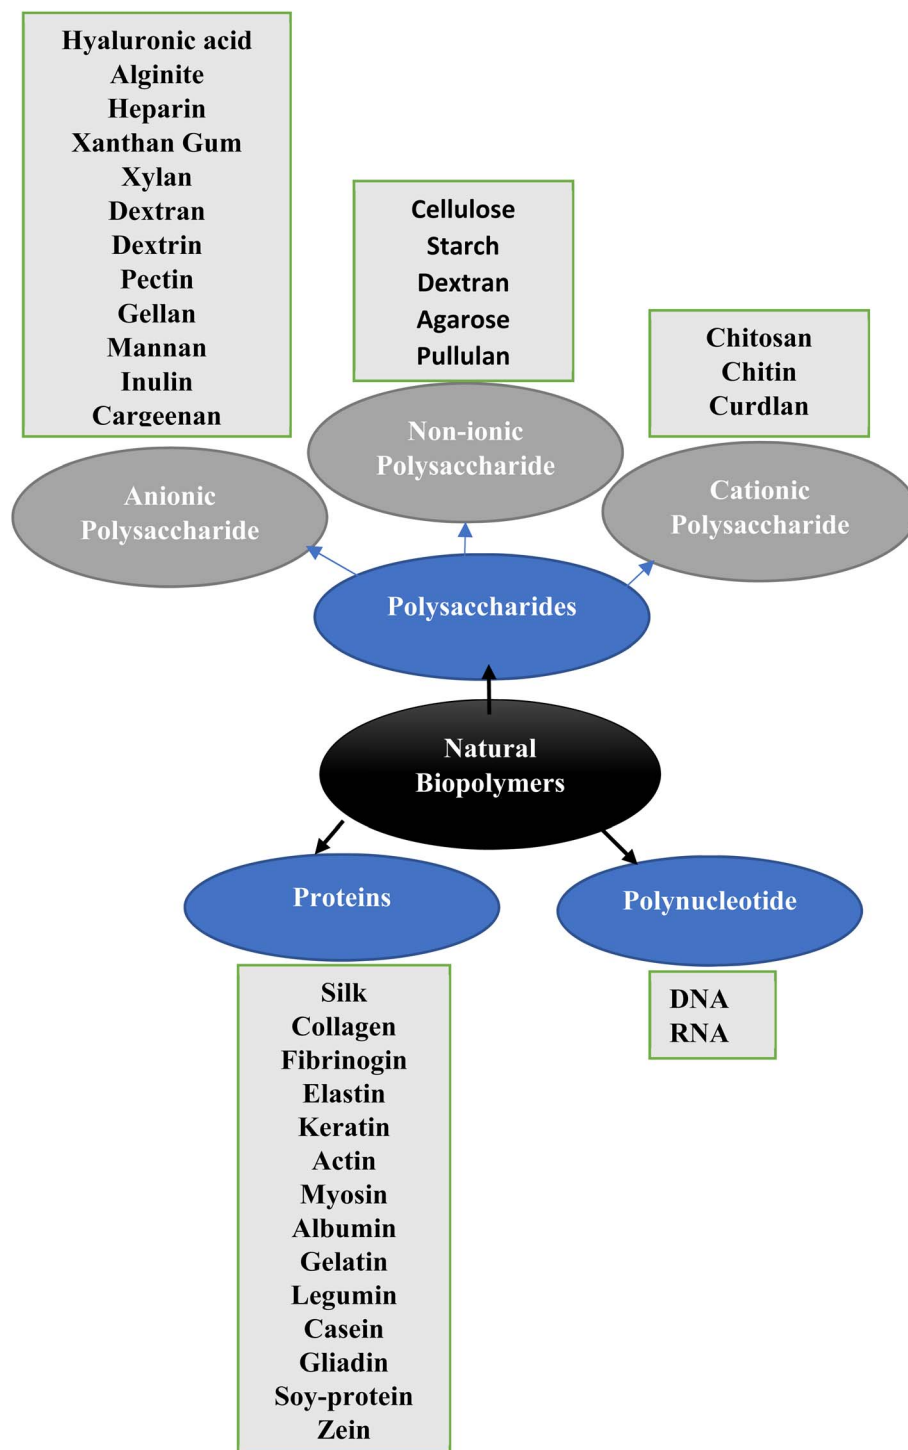 Hyaluronic acid
Alginite
Heparin
Xanthan Gum
Xylan
Dextran
Dextrin
Pectin
Gellan
Mannan
Inulin
Cargeenan
Cellulose
Starch
Dextran
Agarose
Pullulan
Chitosan
Chitin
Curdlan
Anionic
Polysaccharide
Non-ionic
Polysaccharide
Cationic
Polysaccharide
Polysaccharides
Natural
Biopolymers
Proteins
Polynucleotide
Silk
Collagen
Fibrinogin
Elastin
Keratin
Actin
Myosin
Albumin
Gelatin
Legumin
Casein
Gliadin
Soy-protein
Zein
DNA
RNA